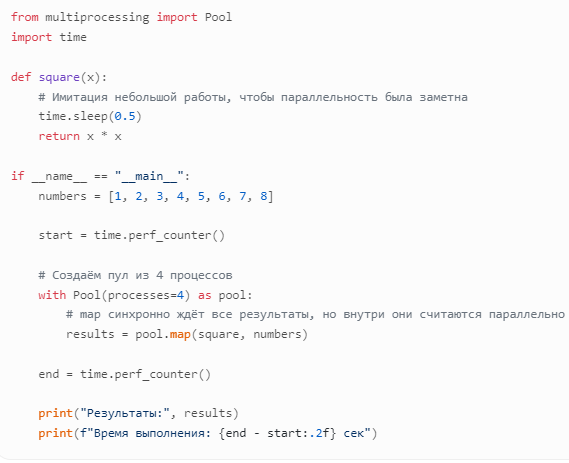 from multiprocessing import Pool
import time

def square(x):
    # Имитация небольшой работы, чтобы параллельность была заметна
    time.sleep(0.5)
    return x * x

if __name__ == "__main__":
    numbers = [1, 2, 3, 4, 5, 6, 7, 8]

    start = time.perf_counter()

    # Создаём пул из 4 процессов
    with Pool(processes=4) as pool:
        # map синхронно ждёт все результаты, но внутри они считаются параллельно
        results = pool.map(square, numbers)

    end = time.perf_counter()

    print("Результаты:", results)
    print(f"Время выполнения: {end - start:.2f} сек")